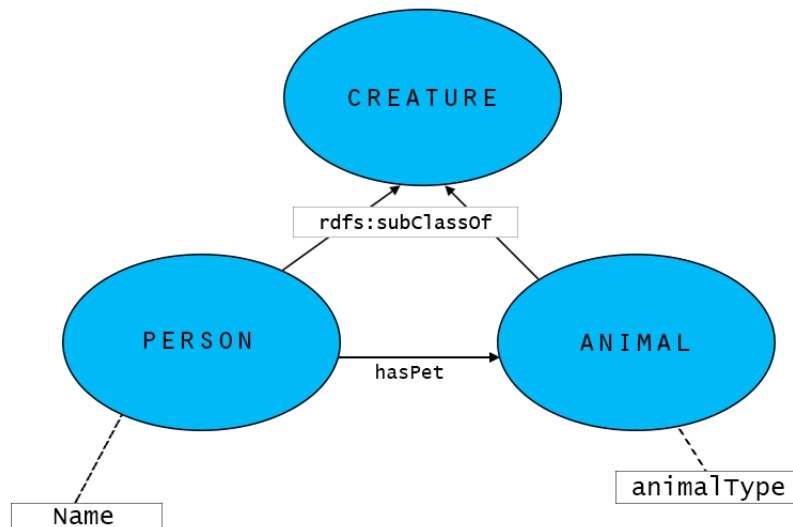 CREATURE
rdfs:subClassOf
PERSON
ANIMAL
hasPet
animalType
Name